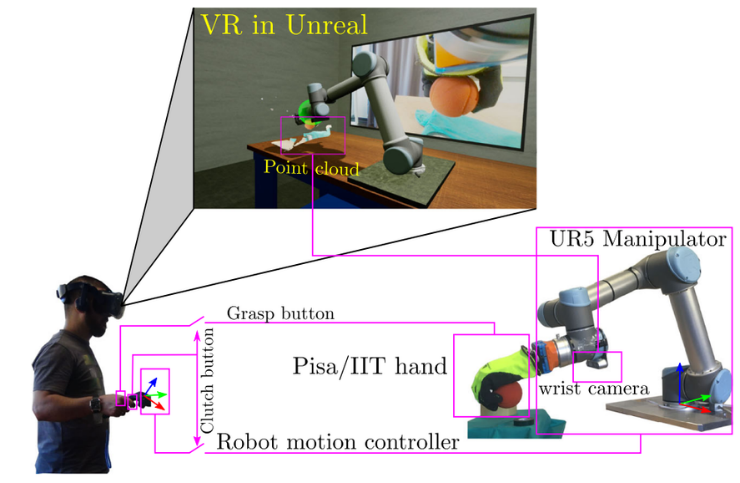 VR in Unreal
Point cloud
UR5 Manipulator
Grasp button
Clutch button
Pisa/IIT hand
wrist camera
Robot motion controller